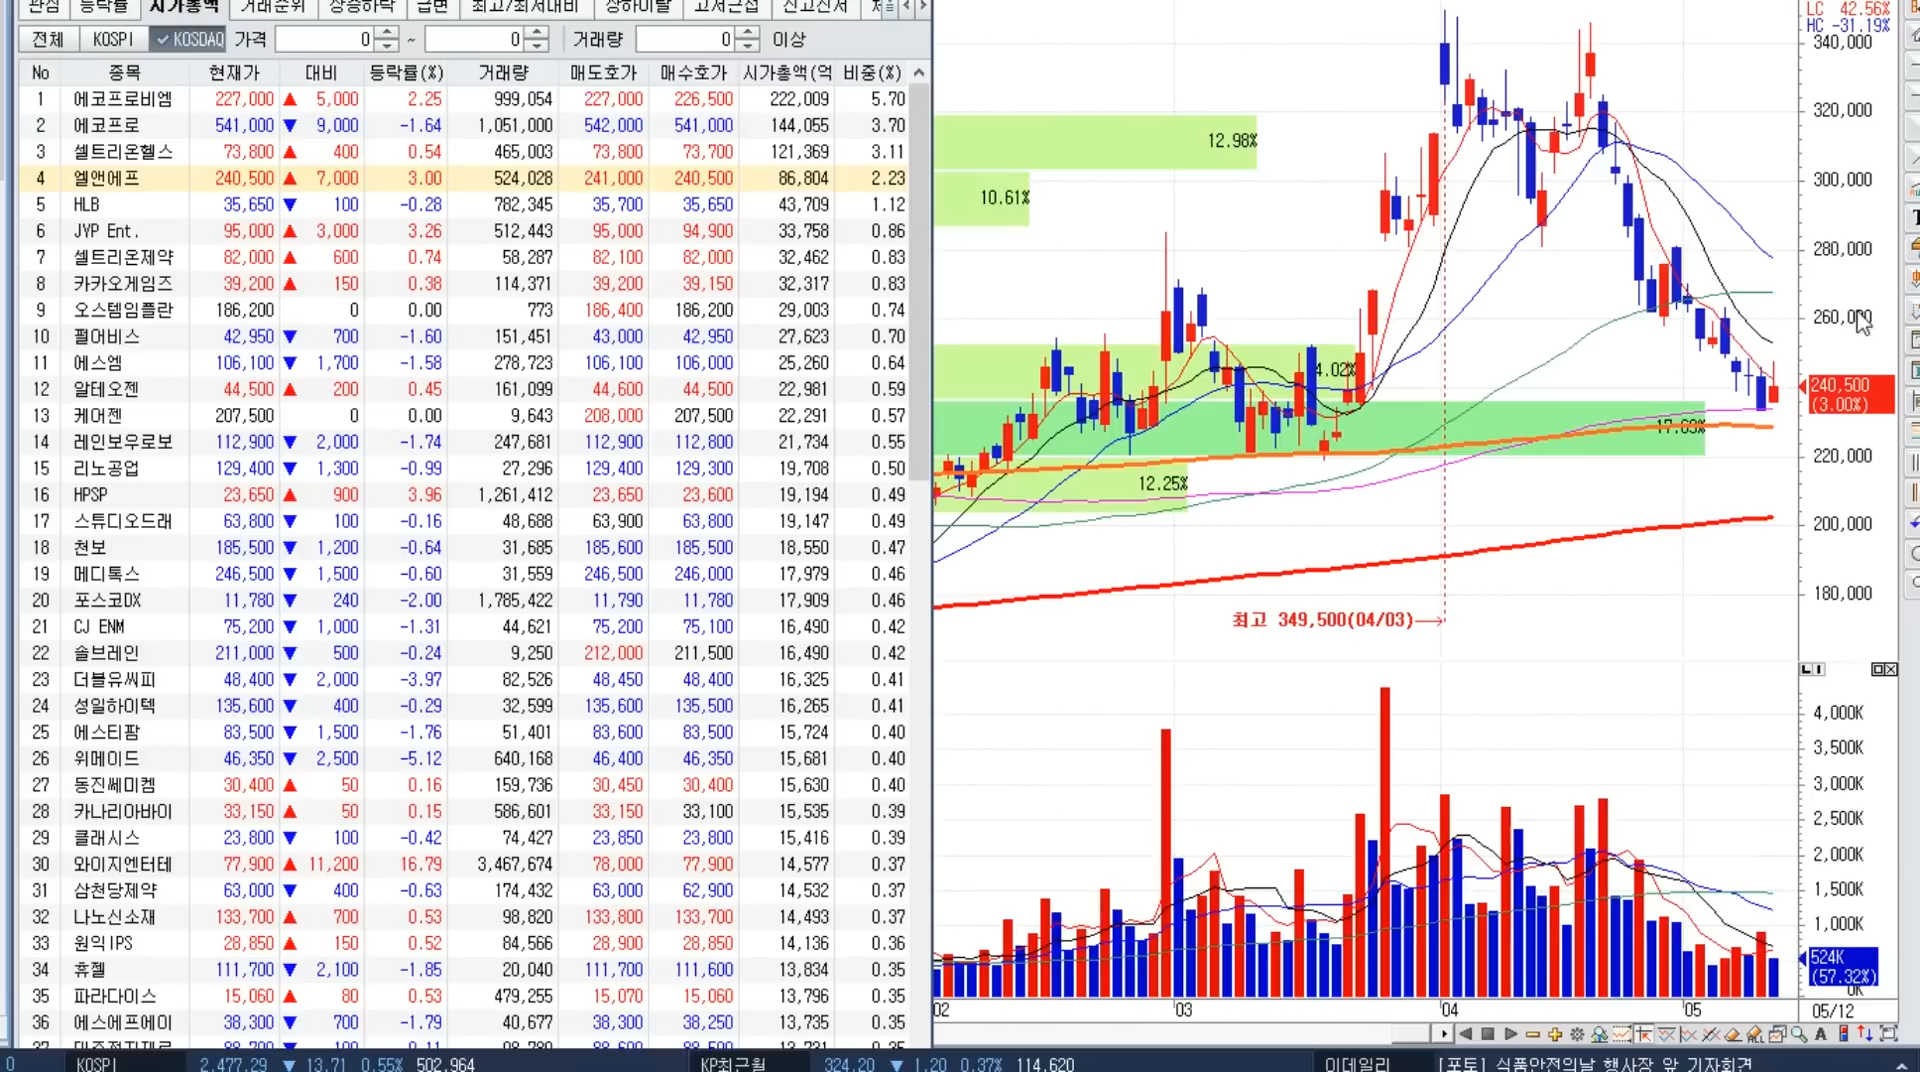 관심 등락률 시가총액 거래순위 상승하락 급변 최고/최저대비 상하이탈 고저근접 신고신저
전체 KOSPI KOSDAQ 가격 0 ~ 0 거래량 0 이상
No 종목 현재가 대비 등락률(%) 거래량 매도호가 매수호가 시가총액(억 비중(%)
1 에코프로비엠 227,000 ▲ 5,000 2.25 999,054 227,000 226,500 222,009 5.70
2 에코프로 541,000 ▼ 9,000 -1.64 1,051,000 542,000 541,000 144,055 3.70
3 셀트리온헬스 73,800 ▲ 400 0.54 465,003 73,800 73,700 121,369 3.11
4 엘앤에프 240,500 ▲ 7,000 3.00 524,028 241,000 240,500 86,804 2.23
5 HLB 35,650 ▼ 100 -0.28 782,345 35,700 35,650 43,709 1.12
6 JYP Ent. 95,000 ▲ 3,000 3.26 512,443 95,000 94,900 33,758 0.86
7 셀트리온제약 82,000 ▲ 600 0.74 58,287 82,100 82,000 32,462 0.83
8 카카오게임즈 39,200 ▲ 150 0.38 114,371 39,200 39,150 32,317 0.83
9 오스템임플란 186,200 0 0.00 773 186,400 186,200 29,003 0.74
10 펄어비스 42,950 ▼ 700 -1.60 151,451 43,000 42,950 27,623 0.70
11 에스엠 106,100 ▼ 1,700 -1.58 278,723 106,100 106,000 25,260 0.64
12 알테오젠 44,500 ▲ 200 0.45 161,099 44,600 44,500 22,981 0.59
13 케어젠 207,500 0 0.00 9,643 208,000 207,500 22,291 0.57
14 레인보우로보 112,900 ▼ 2,000 -1.74 247,681 112,900 112,800 21,734 0.55
15 리노공업 129,400 ▼ 1,300 -0.99 27,296 129,400 129,300 19,708 0.50
16 HPSP 23,650 ▲ 900 3.96 1,261,412 23,650 23,600 19,194 0.49
17 스튜디오드래 63,800 ▼ 100 -0.16 48,688 63,900 63,800 19,147 0.49
18 천보 185,500 ▼ 1,200 -0.64 31,685 185,600 185,500 18,550 0.47
19 메디톡스 246,500 ▼ 1,500 -0.60 31,559 246,500 246,000 17,979 0.46
20 포스코DX 11,780 ▼ 240 -2.00 1,785,422 11,790 11,780 17,909 0.46
21 CJ ENM 75,200 ▼ 1,000 -1.31 44,621 75,200 75,100 16,490 0.42
22 솔브레인 211,000 ▼ 500 -0.24 9,250 212,000 211,500 16,490 0.42
23 더블유씨피 48,400 ▼ 2,000 -3.97 82,526 48,450 48,400 16,325 0.41
24 성일하이텍 135,600 ▼ 400 -0.29 32,599 135,600 135,500 16,265 0.41
25 에스티팜 83,500 ▼ 1,500 -1.76 51,401 83,600 83,500 15,724 0.40
26 위메이드 46,350 ▼ 2,500 -5.12 640,168 46,400 46,350 15,681 0.40
27 동진쎄미켐 30,400 ▲ 50 0.16 159,736 30,450 30,400 15,630 0.40
28 카나리아바이 33,150 ▲ 50 0.15 586,601 33,150 33,100 15,535 0.39
29 클래시스 23,800 ▼ 100 -0.42 74,427 23,850 23,800 15,416 0.39
30 와이지엔터테 77,900 ▲ 11,200 16.79 3,467,674 78,000 77,900 14,577 0.37
31 삼천당제약 63,000 ▼ 400 -0.63 174,432 63,000 62,900 14,532 0.37
32 나노신소재 133,700 ▲ 700 0.53 98,820 133,800 133,700 14,493 0.37
33 원익IPS 28,850 ▲ 150 0.52 84,566 28,900 28,850 14,136 0.36
34 휴젤 111,700 ▼ 2,100 -1.85 20,040 111,700 111,600 13,834 0.35
35 파라다이스 15,060 ▲ 80 0.53 479,255 15,070 15,060 13,796 0.35
36 에스에프에이 38,300 ▼ 700 -1.79 40,677 38,300 38,250 13,735 0.35
LC 42.56%
HC -31.19%
340,000
320,000
300,000
280,000
260,000
240,500
(3.00%)
220,000
200,000
180,000
12.98%
10.61%
4.02%
12.25%
최고 349,500(04/03)
4,000K
3,500K
3,000K
2,500K
2,000K
1,500K
1,000K
524K
(57.32%)
0K
02 03 04 05 05/12
KOSPI 2,477.29 ▼ 13.71 0.55% 502,964 KP최근월 324.20 ▼ 1.20 0.37% 114,620 이데일리 [포토] 식품안전의날 행사장 앞 기자회견